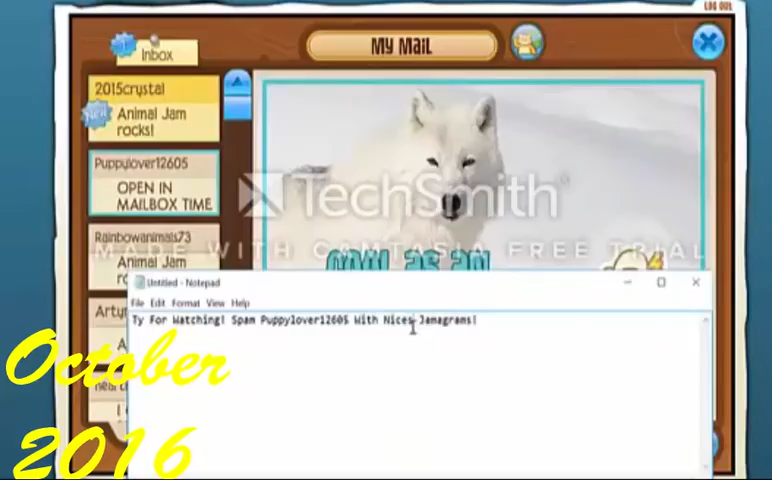 LOG OUT
Inbox
My Mail
2015crystal
Animal Jam
rocks!
Puppylover12605
OPEN IN
MAILBOX TIME
Rainbowanimals73
Animal Jam
TechSmith
MADE WITH CAMTASIA FREE TRIAL
Untitled - Notepad
File Edit Format View Help
Ty For Watching! Spam Puppylover12605 With Nices Jamagrams!
October
2016